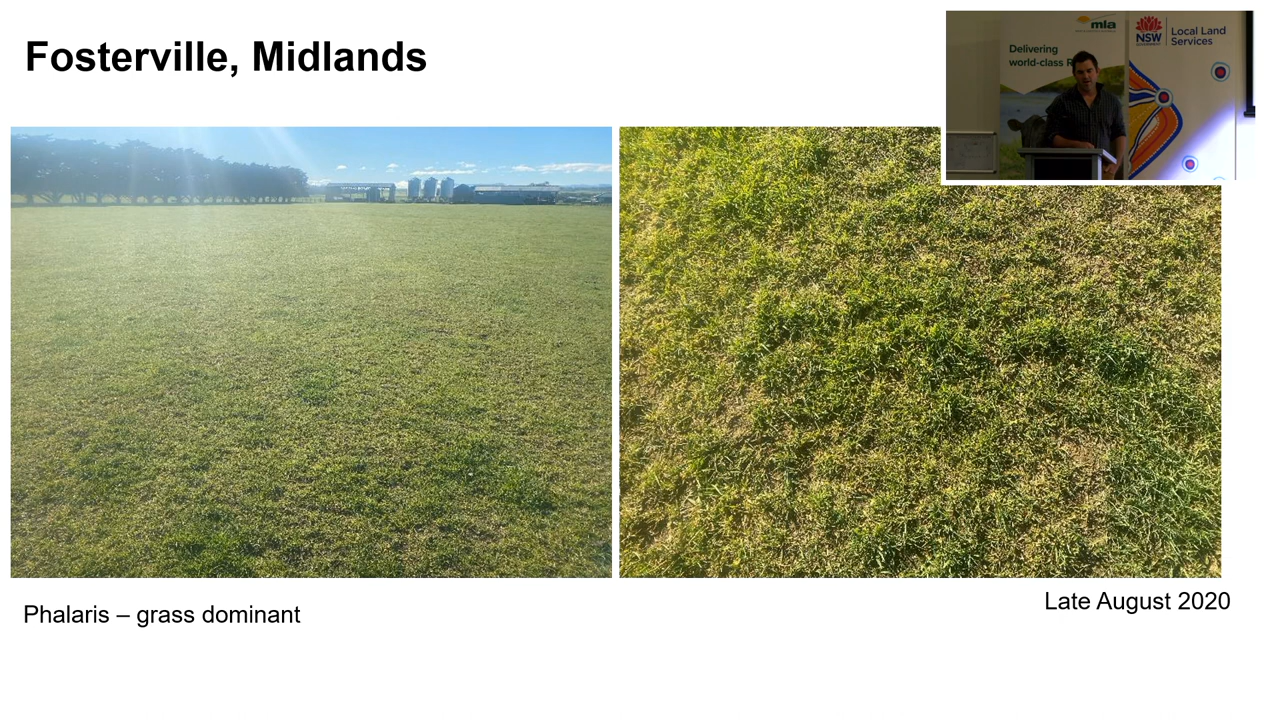 Fosterville, Midlands
mla
Delivering
world-class R
NSW
GOVERNMENT
Local Land
Services
Phalaris – grass dominant
Late August 2020